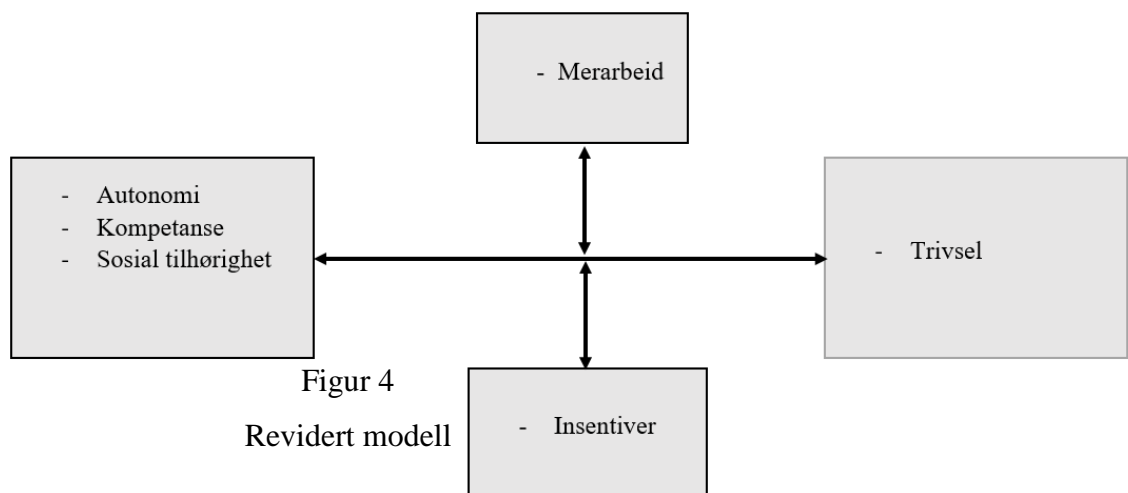 - Merarbeid
- Autonomi
- Kompetanse
- Sosial tilhørighet
- Trivsel
Figur 4
Revidert modell
- Insentiver